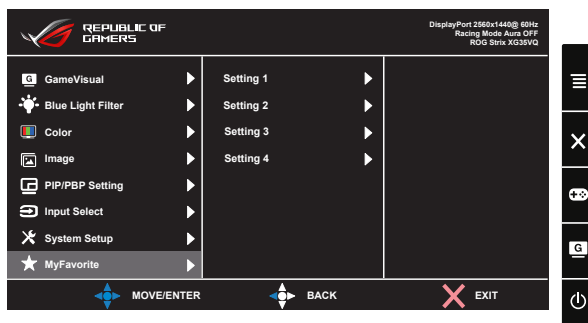 REPUBLIC OF
GAMERS
DisplayPort 2560x1440@ 60Hz
Racing Mode Aura OFF
ROG Strix XG35VQ
G GameVisual
Blue Light Filter
Color
Image
PIP/PBP Setting
Input Select
System Setup
MyFavorite
Setting 1
Setting 2
Setting 3
Setting 4
MOVE/ENTER
BACK
EXIT
G